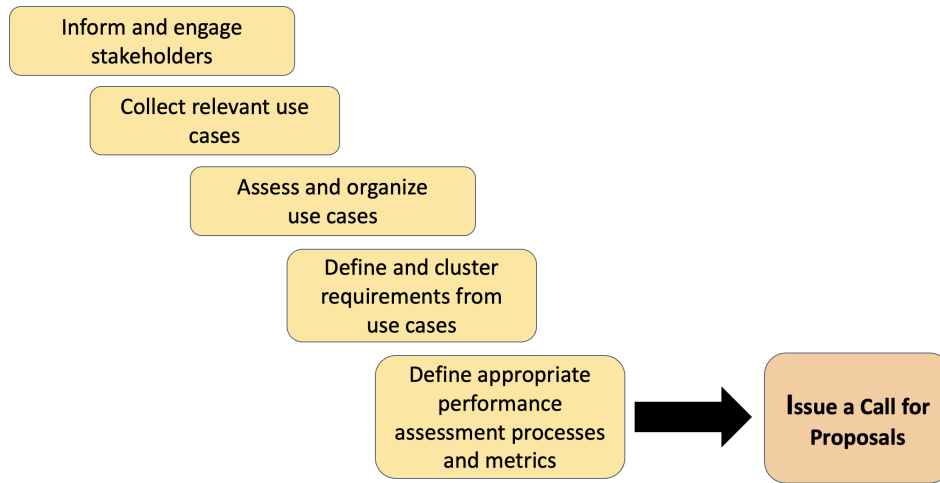 Inform and engage
stakeholders
Collect relevant use
cases
Assess and organize
use cases
Define and cluster
requirements from
use cases
Define appropriate
performance
assessment processes
and metrics
Issue a Call for
Proposals